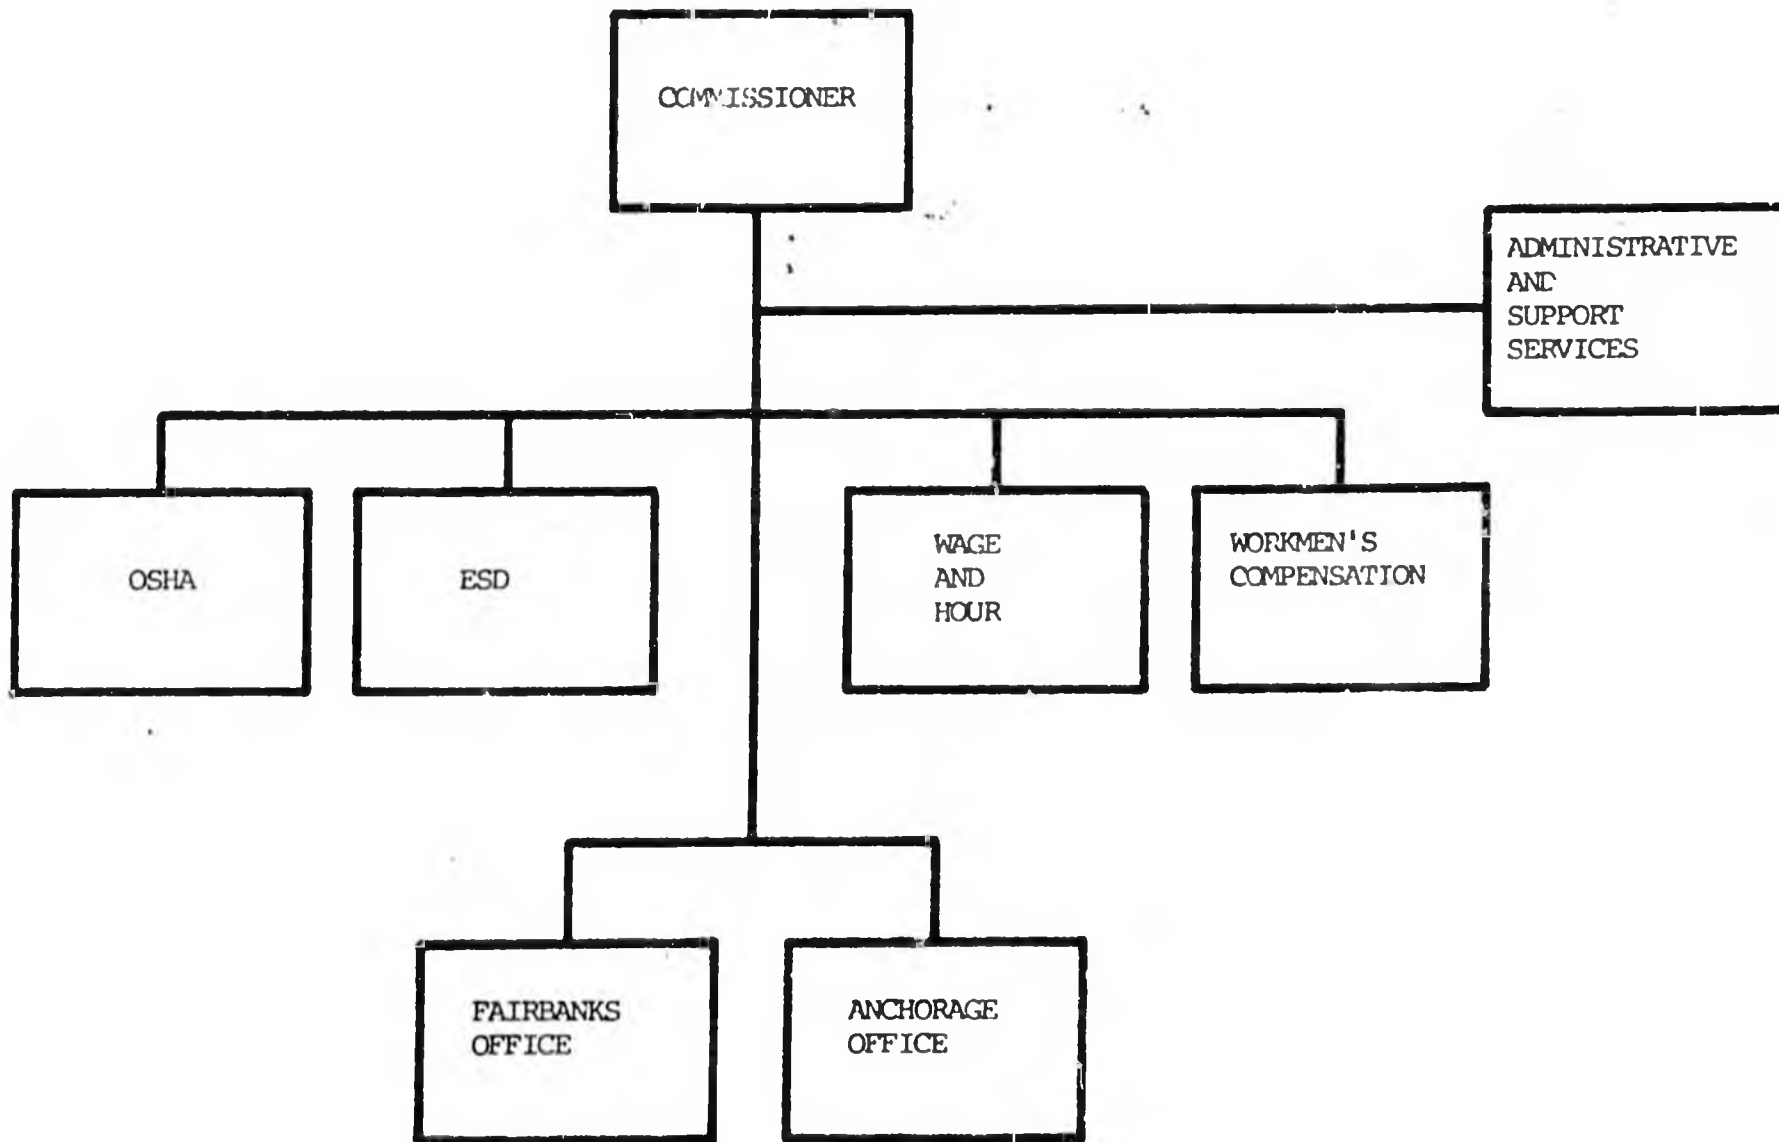 COMMISSIONER
ADMINISTRATIVE
AND
SUPPORT
SERVICES
OSHA
ESD
WAGE
AND
HOUR
WORKMEN'S
COMPENSATION
FAIRBANKS
OFFICE
ANCHORAGE
OFFICE